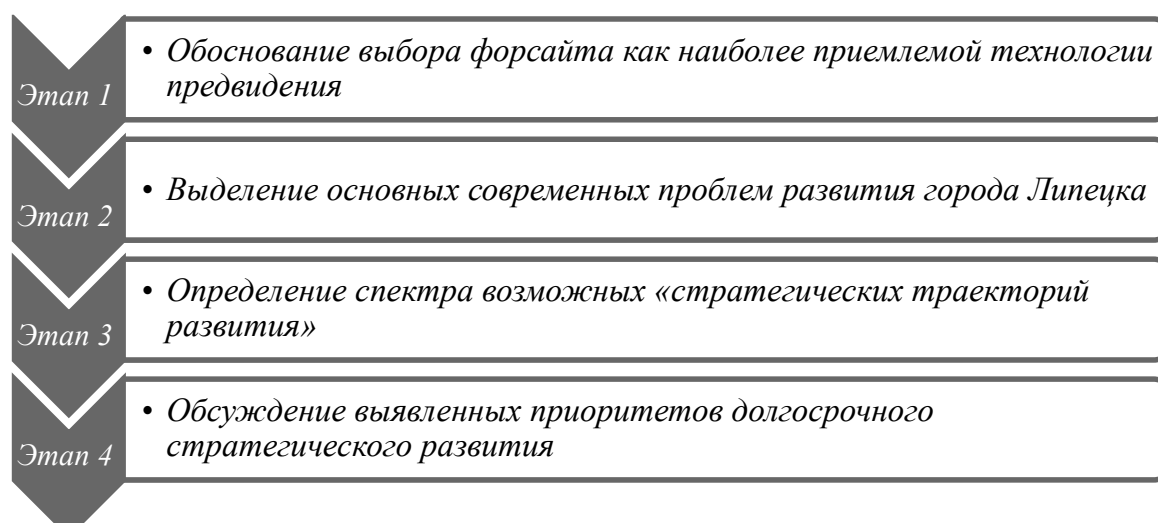 Этап 1
• Обоснование выбора форсайта как наиболее приемлемой технологии
предвидения
Этап 2
• Выделение основных современных проблем развития города Липецка
Этап 3
• Определение спектра возможных «стратегических траекторий
развития»
Этап 4
• Обсуждение выявленных приоритетов долгосрочного
стратегического развития